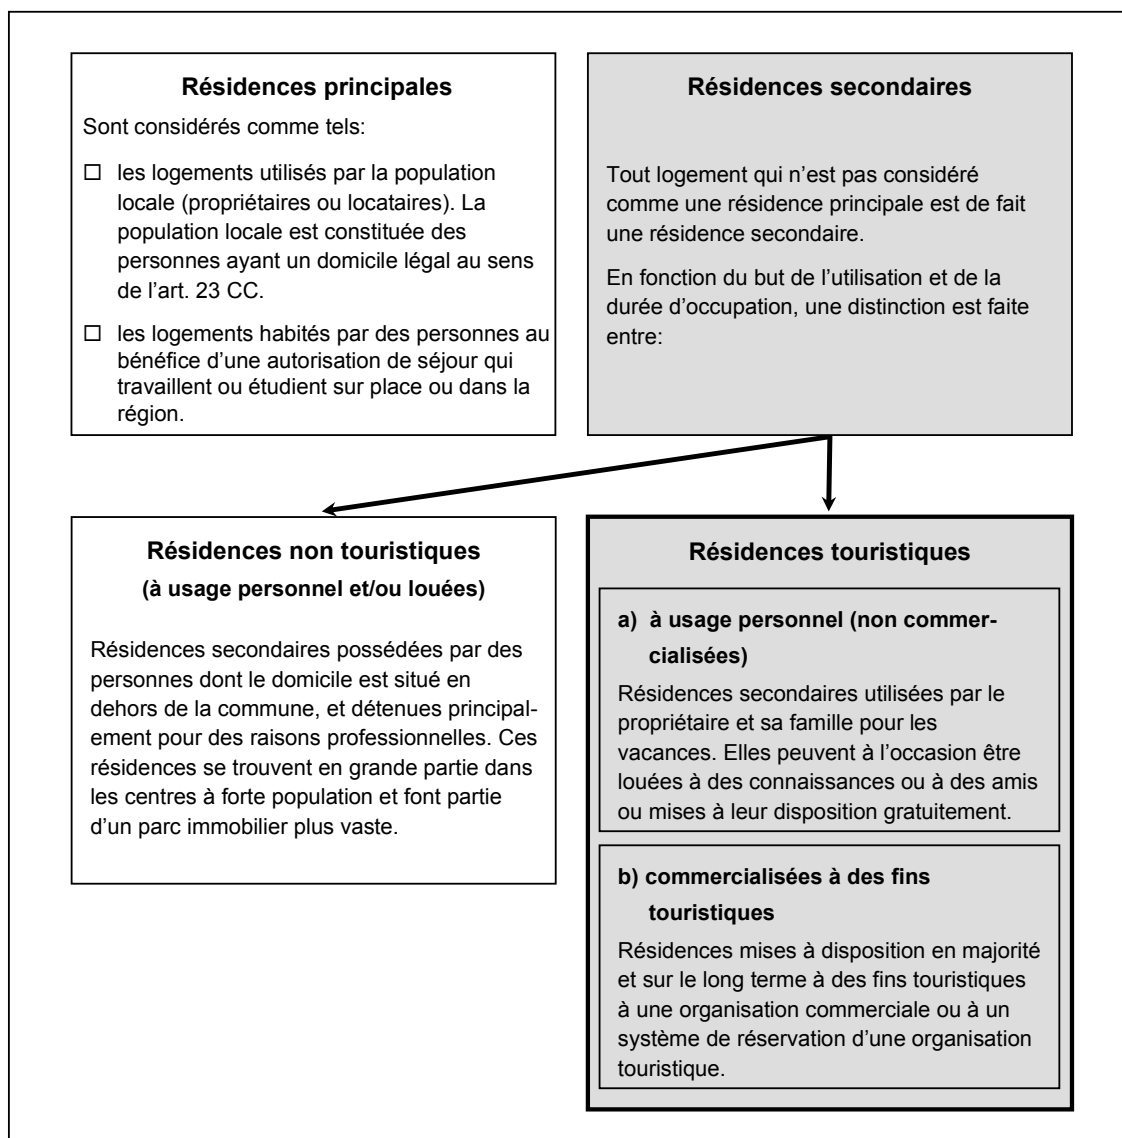 Résidences principales
Sont considérés comme tels:
☐ les logements utilisés par la population
locale (propriétaires ou locataires). La
population locale est constituée des
personnes ayant un domicile légal au sens
de l’art. 23 CC.
☐ les logements habités par des personnes au
bénéfice d’une autorisation de séjour qui
travaillent ou étudient sur place ou dans la
région.
Résidences secondaires
Tout logement qui n’est pas considéré
comme une résidence principale est de fait
une résidence secondaire.
En fonction du but de l’utilisation et de la
durée d’occupation, une distinction est faite
entre:
Résidences non touristiques
(à usage personnel et/ou louées)
Résidences secondaires possédées par des
personnes dont le domicile est situé en
dehors de la commune, et détenues principal-
ement pour des raisons professionnelles. Ces
résidences se trouvent en grande partie dans
les centres à forte population et font partie
d’un parc immobilier plus vaste.
Résidences touristiques
a) à usage personnel (non commer-
cialisées)
Résidences secondaires utilisées par le
propriétaire et sa famille pour les
vacances. Elles peuvent à l’occasion être
louées à des connaissances ou à des amis
ou mises à leur disposition gratuitement.
b) commercialisées à des fins
touristiques
Résidences mises à disposition en majorité
et sur le long terme à des fins touristiques
à une organisation commerciale ou à un
système de réservation d’une organisation
touristique.